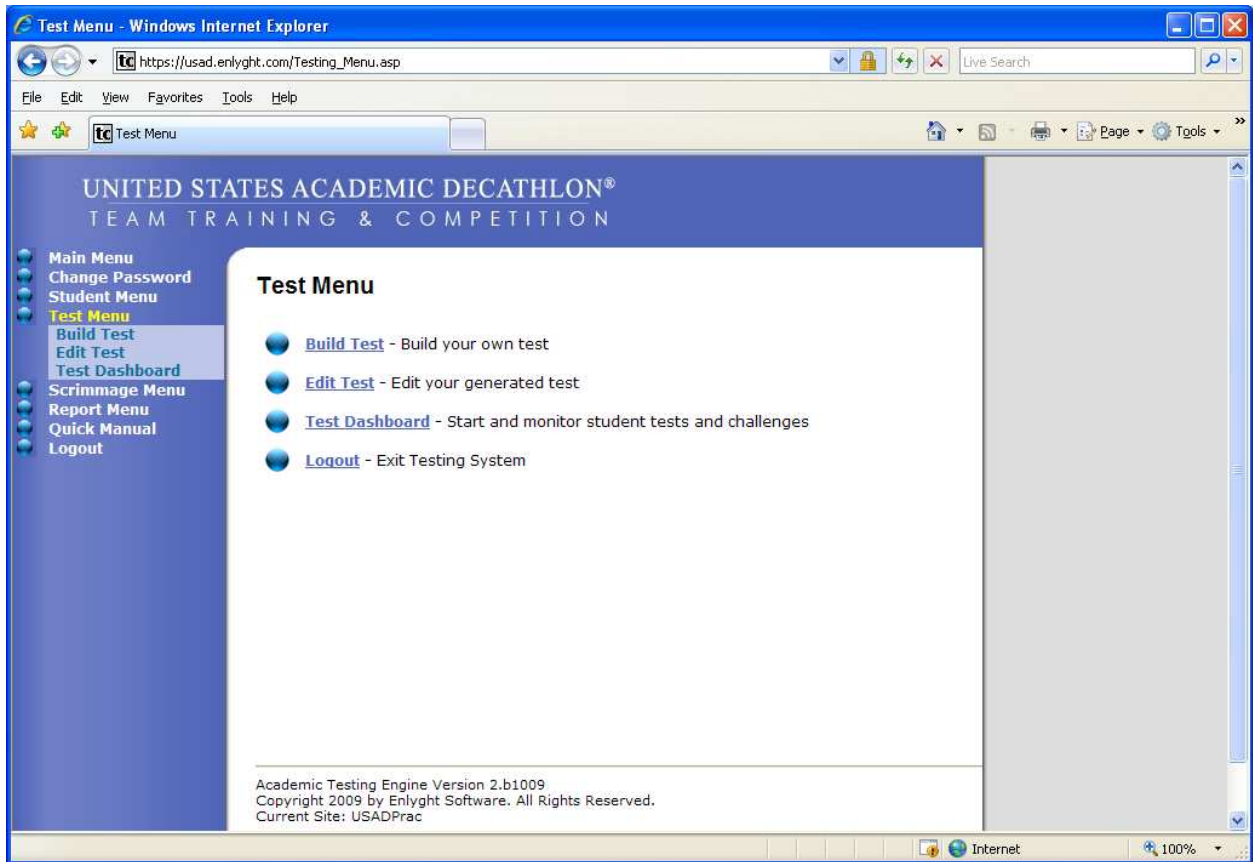 Test Menu - Windows Internet Explorer
https://usad.enlyght.com/Testing_Menu.asp
Live Search
File Edit View Favorites Tools Help
tc Test Menu
Page Tools »
UNITED STATES ACADEMIC DECATHLON®
TEAM TRAINING & COMPETITION
Main Menu
Change Password
Student Menu
Test Menu
Build Test
Edit Test
Test Dashboard
Scrimmage Menu
Report Menu
Quick Manual
Logout
Test Menu
Build Test - Build your own test
Edit Test - Edit your generated test
Test Dashboard - Start and monitor student tests and challenges
Logout - Exit Testing System
Academic Testing Engine Version 2.b1009
Copyright 2009 by Enlyght Software. All Rights Reserved.
Current Site: USADPrac
Internet 100%